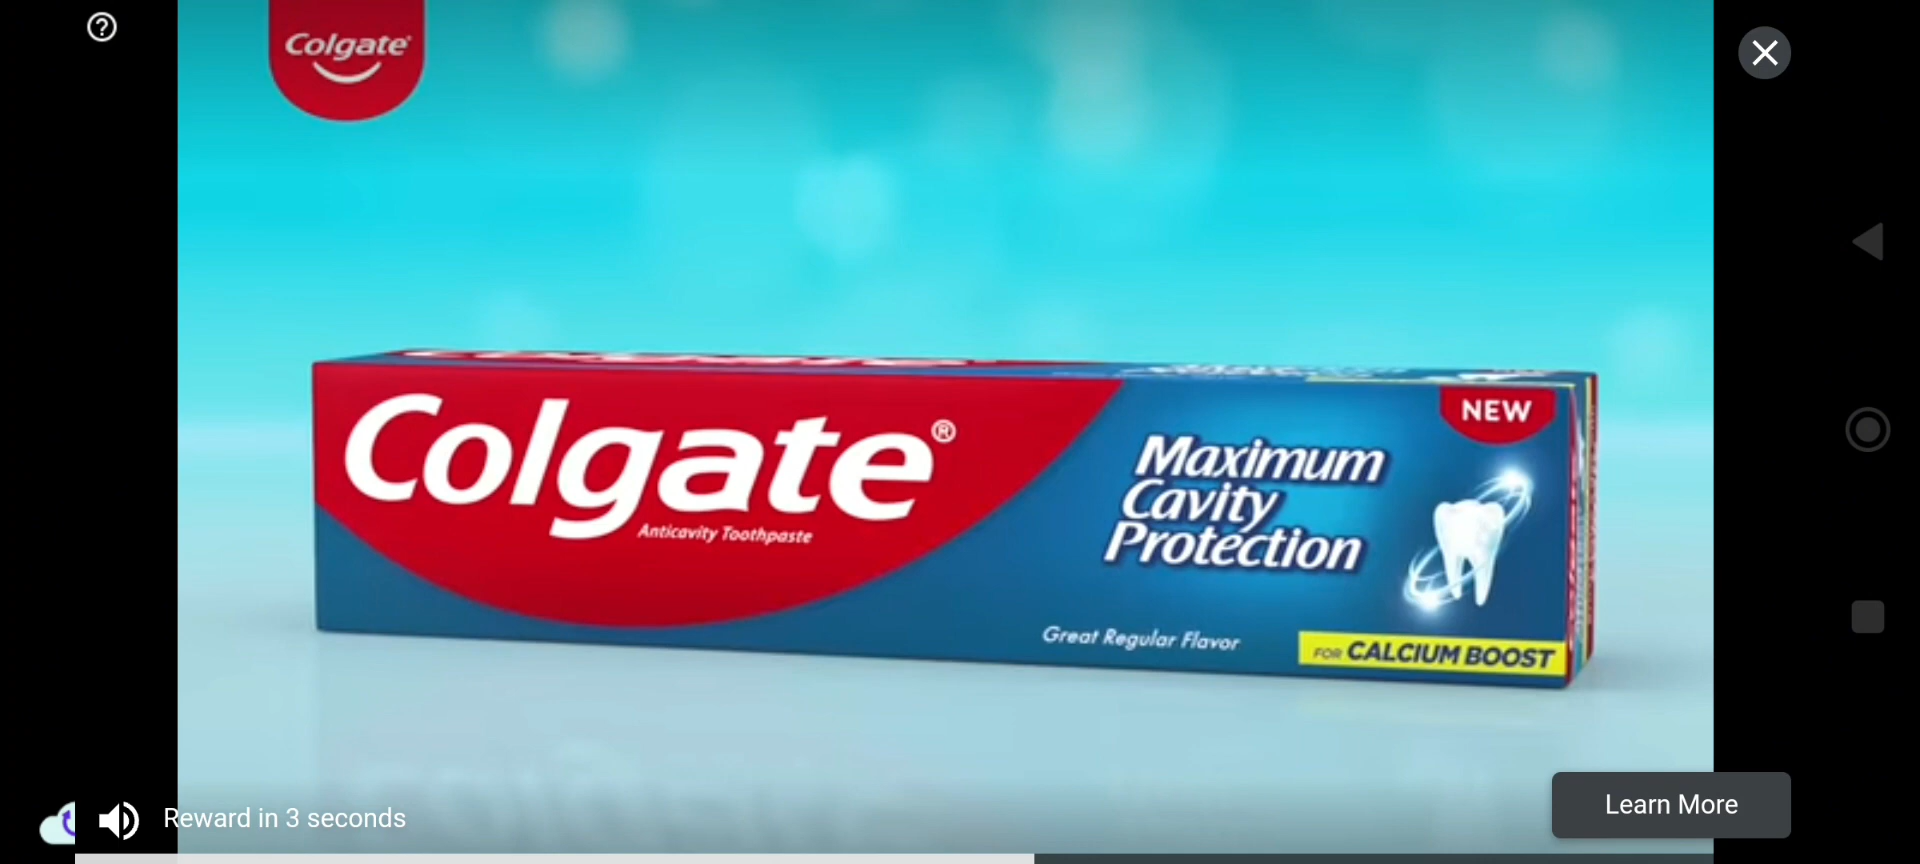 Colgate
Colgate®
Anticavity Toothpaste
NEW
Maximum
Cavity
Protection
Great Regular Flavor
FOR CALCIUM BOOST
Reward in 3 seconds
Learn More